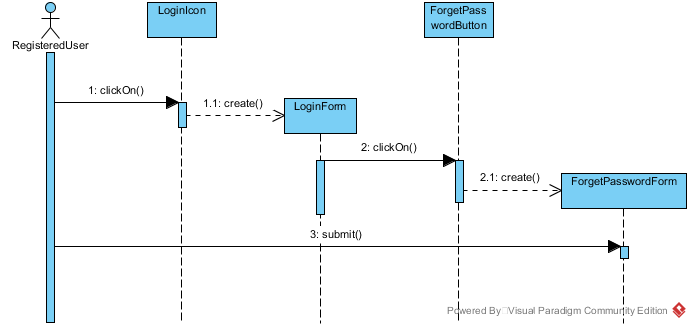 LoginIcon
ForgetPass
wordButton
RegisteredUser
1: clickOn()
1.1: create()
LoginForm
2: clickOn()
2.1: create()
ForgetPasswordForm
3: submit()
Powered By Visual Paradigm Community Edition